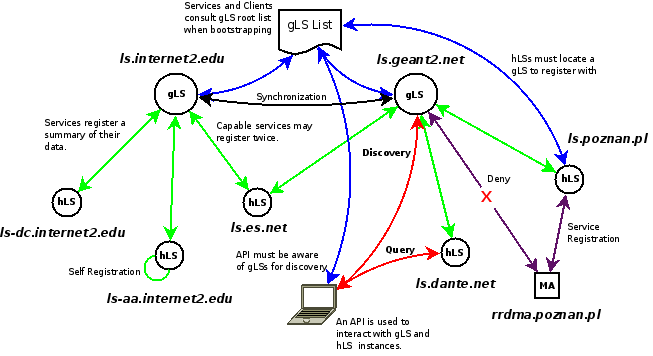 Services and Clients
consult gLS root list
when bootstrapping
gLS List
hLSs must locate a
gLS to register with
ls.internet2.edu
ls.geant2.net
gLS
Synchronization
gLS
Services register a
summary of their
data.
Capable services may
register twice.
ls.poznan.pl
Discovery
Deny
X
hLS
hLS
hLS
ls-dc.internet2.edu
ls.es.net
Service
Registration
hLS
Self Registration
API must be aware
of gLSs for discovery
Query
hLS
ls.dante.net
MA
ls-aa.internet2.edu
rrdma.poznan.pl
An API is used to
interact with gLS and
hLS instances.